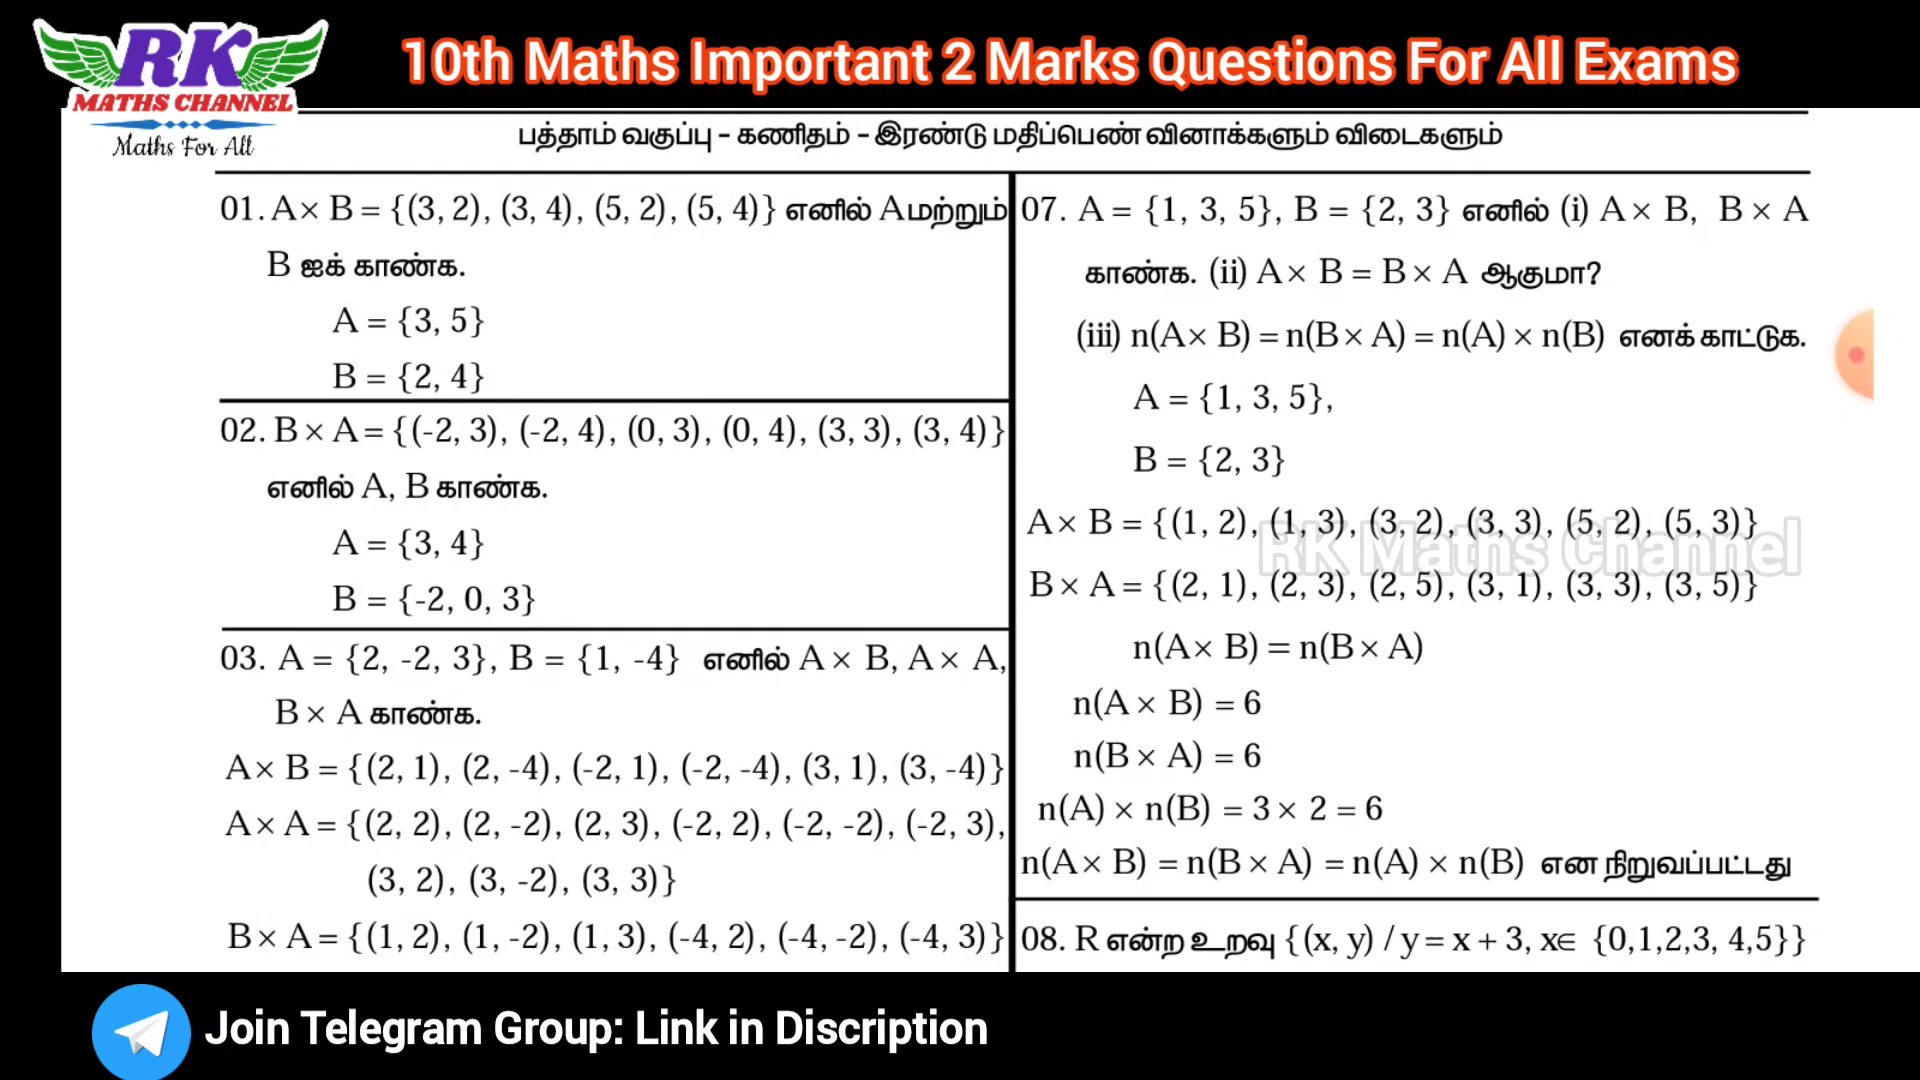 RK
MATHS CHANNEL
Maths For All
10th Maths Important 2 Marks Questions For All Exams
பத்தாம் வகுப்பு - கணிதம் - இரண்டு மதிப்பெண் வினாக்களும் விடைகளும்
01. A× B = {(3, 2), (3, 4), (5, 2), (5, 4)} எனில் A மற்றும்
B ஐக் காண்க.
A = {3, 5}
B = {2, 4}
02. B× A = {(-2, 3), (-2, 4), (0, 3), (0, 4), (3, 3), (3, 4)}
எனில் A, B காண்க.
A = {3, 4}
B = {-2, 0, 3}
03. A = {2, -2, 3}, B = {1, -4} எனில் A× B, A× A,
B× A காண்க.
A× B = {(2, 1), (2, -4), (-2, 1), (-2, -4), (3, 1), (3, -4)}
A× A = {(2, 2), (2, -2), (2, 3), (-2, 2), (-2, -2), (-2, 3),
(3, 2), (3, -2), (3, 3)}
B× A = {(1, 2), (1, -2), (1, 3), (-4, 2), (-4, -2), (-4, 3)}
07. A = {1, 3, 5}, B = {2, 3} எனில் (i) A× B, B× A
காண்க. (ii) A× B = B× A ஆகுமா?
(iii) n(A× B) = n(B× A) = n(A) × n(B) எனக் காட்டுக.
A = {1, 3, 5},
B = {2, 3}
A× B = {(1, 2), (1, 3), (3, 2), (3, 3), (5, 2), (5, 3)}
RK Maths Channel
B× A = {(2, 1), (2, 3), (2, 5), (3, 1), (3, 3), (3, 5)}
n(A× B) = n(B× A)
n(A × B) = 6
n(B× A) = 6
n(A) × n(B) = 3× 2 = 6
n(A× B) = n(B× A) = n(A) × n(B) என நிறுவப்பட்டது
08. R என்ற உறவு {(x, y) / y = x + 3, x∈ {0,1,2,3, 4,5}}
Join Telegram Group: Link in Discription